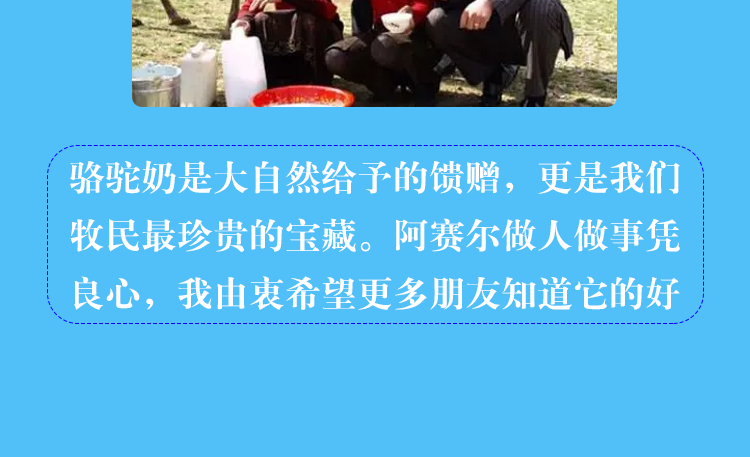 骆驼奶是大自然给予的馈赠，更是我们
牧民最珍贵的宝藏。阿赛尔做人做事凭
良心，我由衷希望更多朋友知道它的好